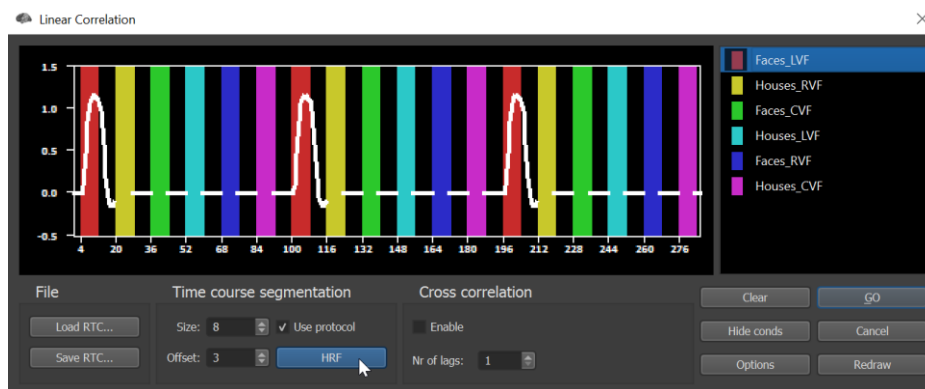 Linear Correlation
1.5
1.0
0.5
0.0
-0.5
4 20 36 52 68 84 100 116 132 148 164 180 196 212 228 244 260 276
Faces_LVF
Houses_RVF
Faces_CVF
Houses_LVF
Faces_RVF
Houses_CVF
File
Load RTC...
Save RTC...
Time course segmentation
Size: 8 Use protocol
Offset: 3 HRF
Cross correlation
Enable
Nr of lags: 1
Clear GO
Hide conds Cancel
Options Redraw